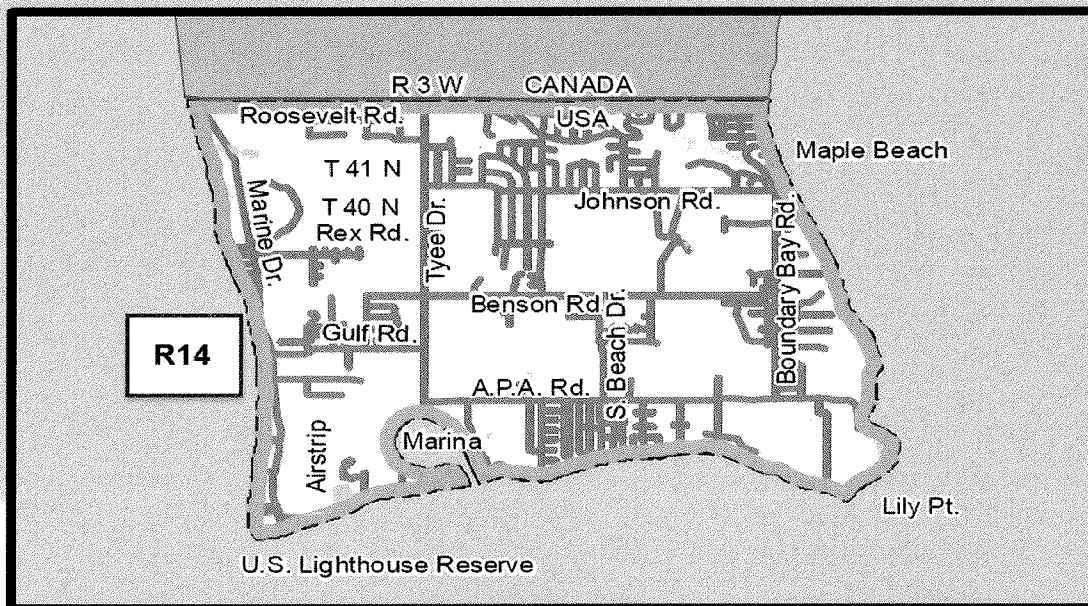 R 3 W CANADA
Roosevelt Rd. USA
Maple Beach
T 41 N
Johnson Rd.
T 40 N
Rex Rd.
Marine Dr.
Tyee Dr.
Boundary Bay Rd.
Benson Rd
S. Beach Dr.
Gulf Rd.
R14
A.P.A. Rd.
Marina
Airstrip
Lily Pt.
U.S. Lighthouse Reserve